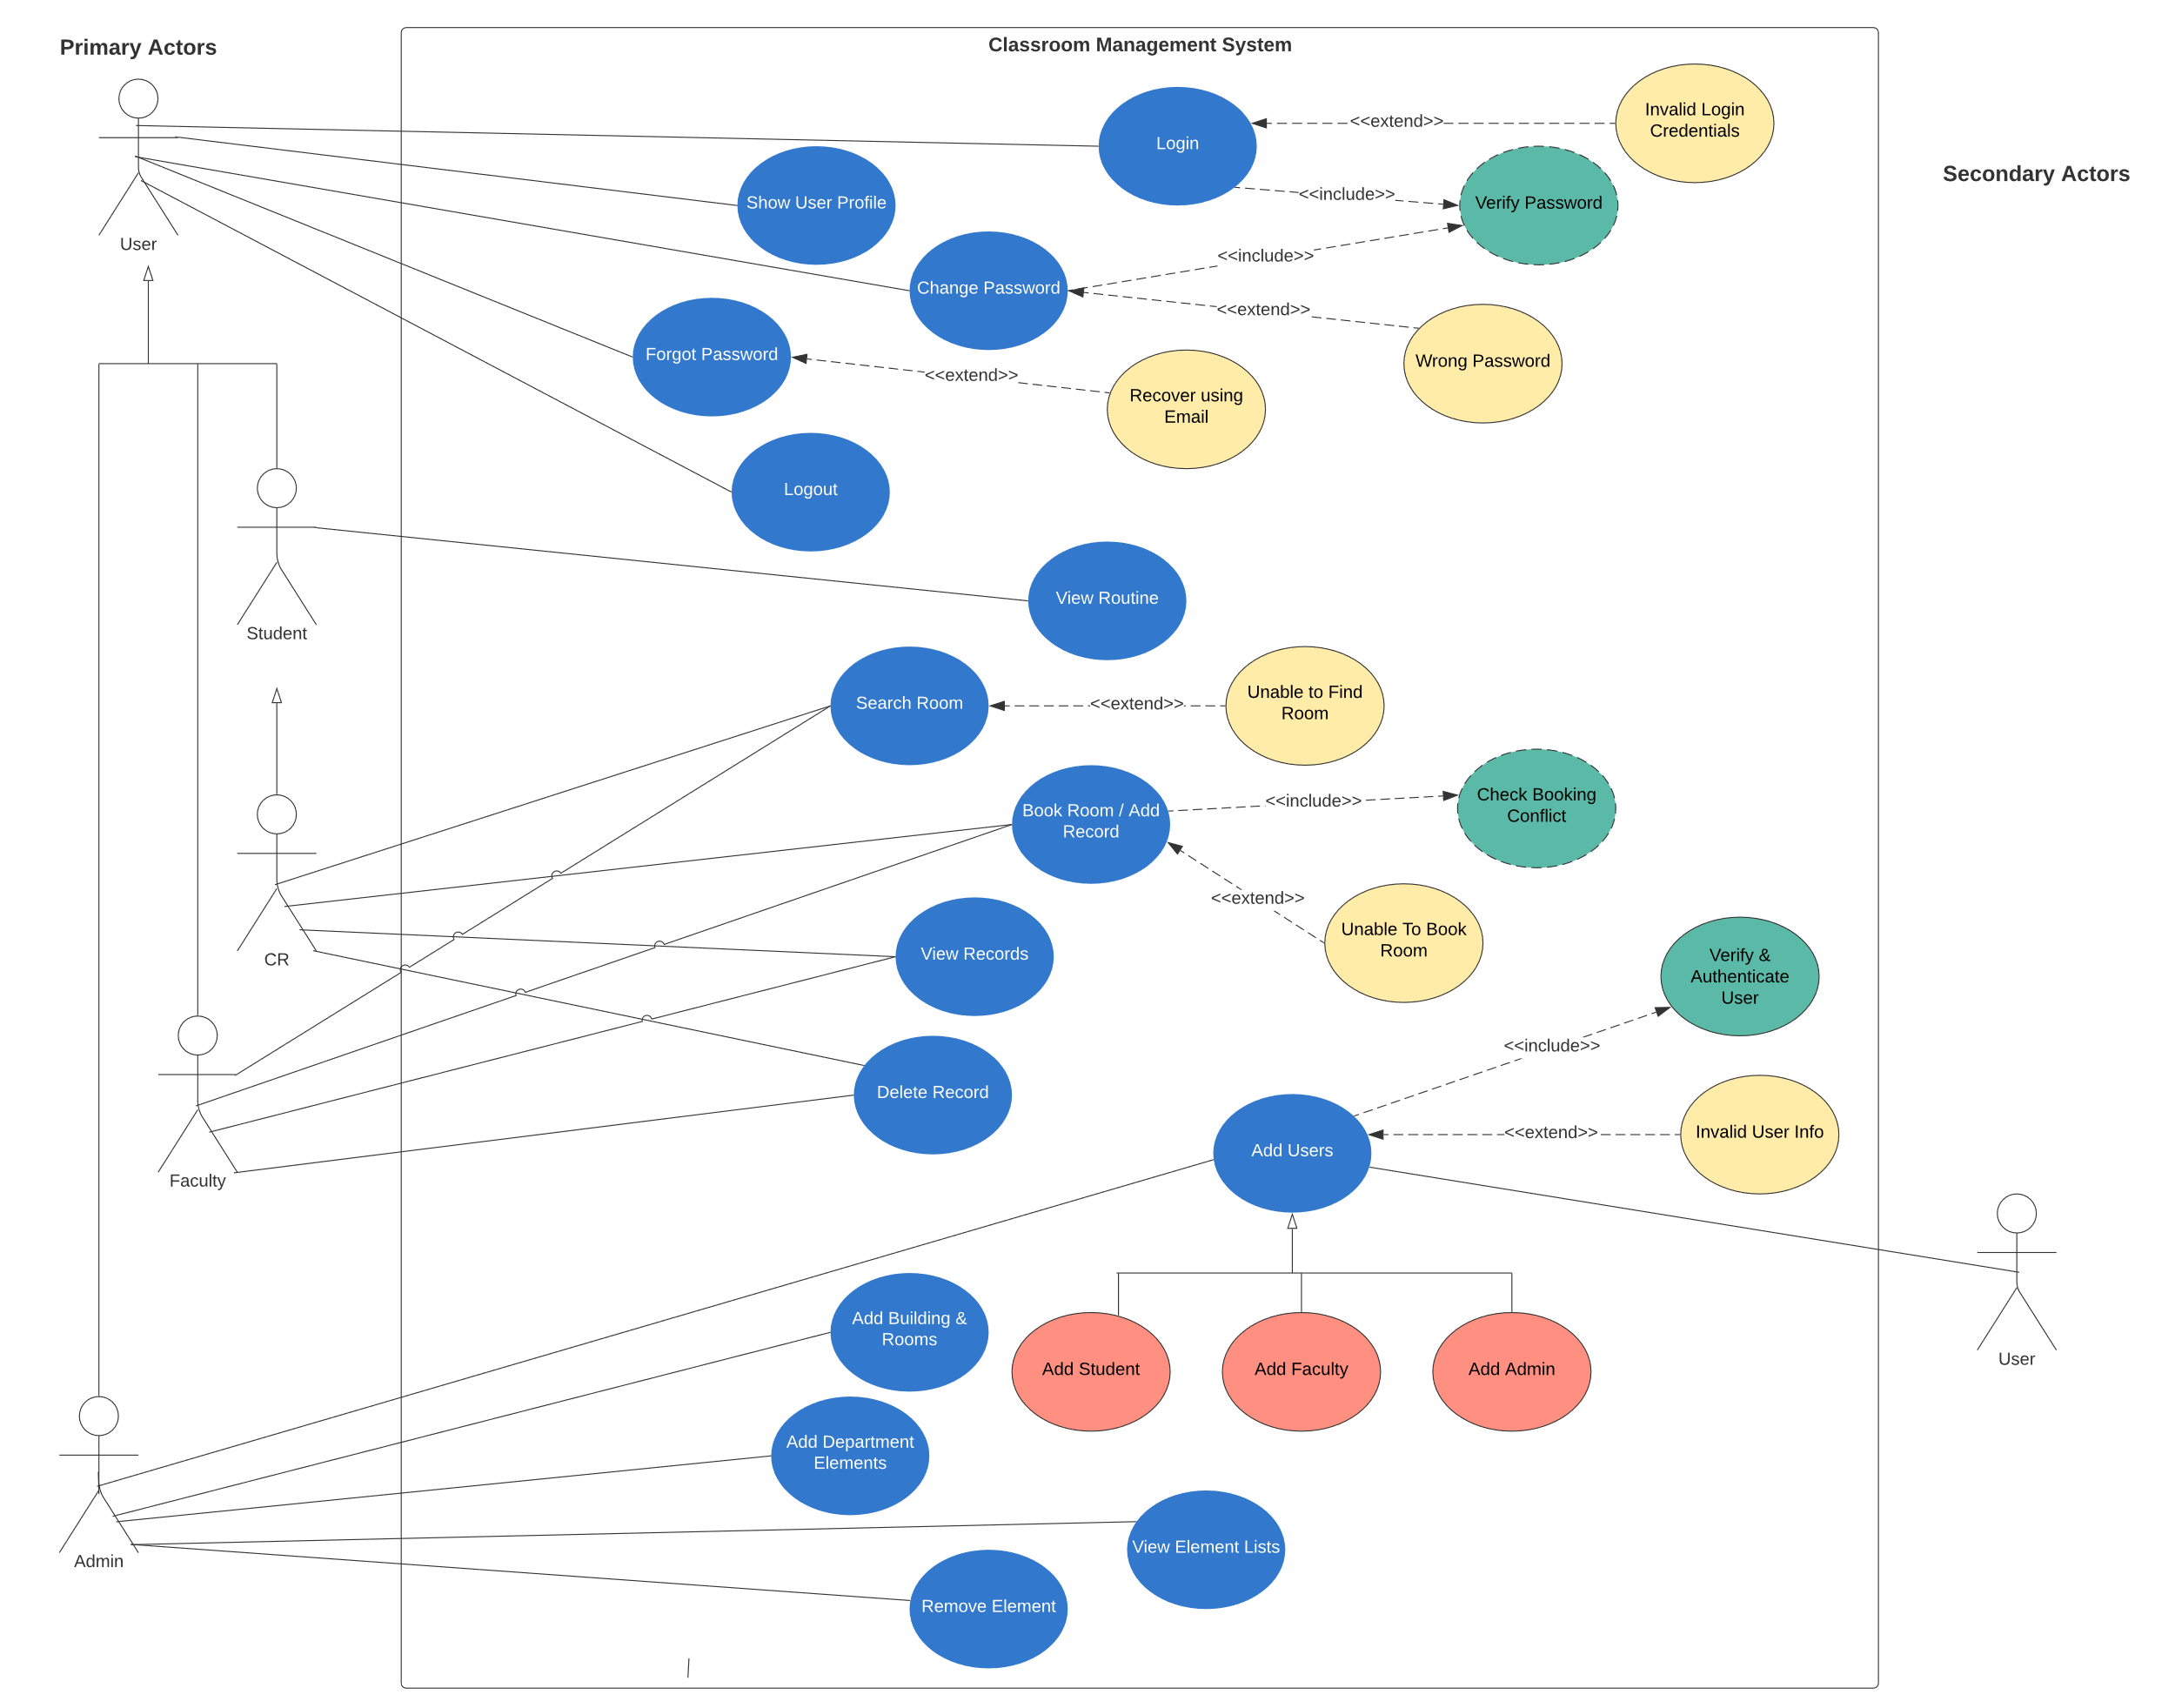 Primary Actors
Classroom Management System
Secondary Actors
User
Login
<<extend>>
Invalid Login
Credentials
<<include>>
Verify Password
Show User Profile
<<include>>
Change Password
<<extend>>
Wrong Password
Forgot Password
<<extend>>
Recover using
Email
Logout
Student
View Routine
Search Room
<<extend>>
Unable to Find
Room
Book Room / Add
Record
<<include>>
Check Booking
Conflict
<<extend>>
Unable To Book
Room
CR
View Records
Verify &
Authenticate
User
<<include>>
Delete Record
Faculty
Add Users
<<extend>>
Invalid User Info
User
Add Building &
Rooms
Add Student
Add Faculty
Add Admin
Add Department
Elements
Admin
View Element Lists
Remove Element